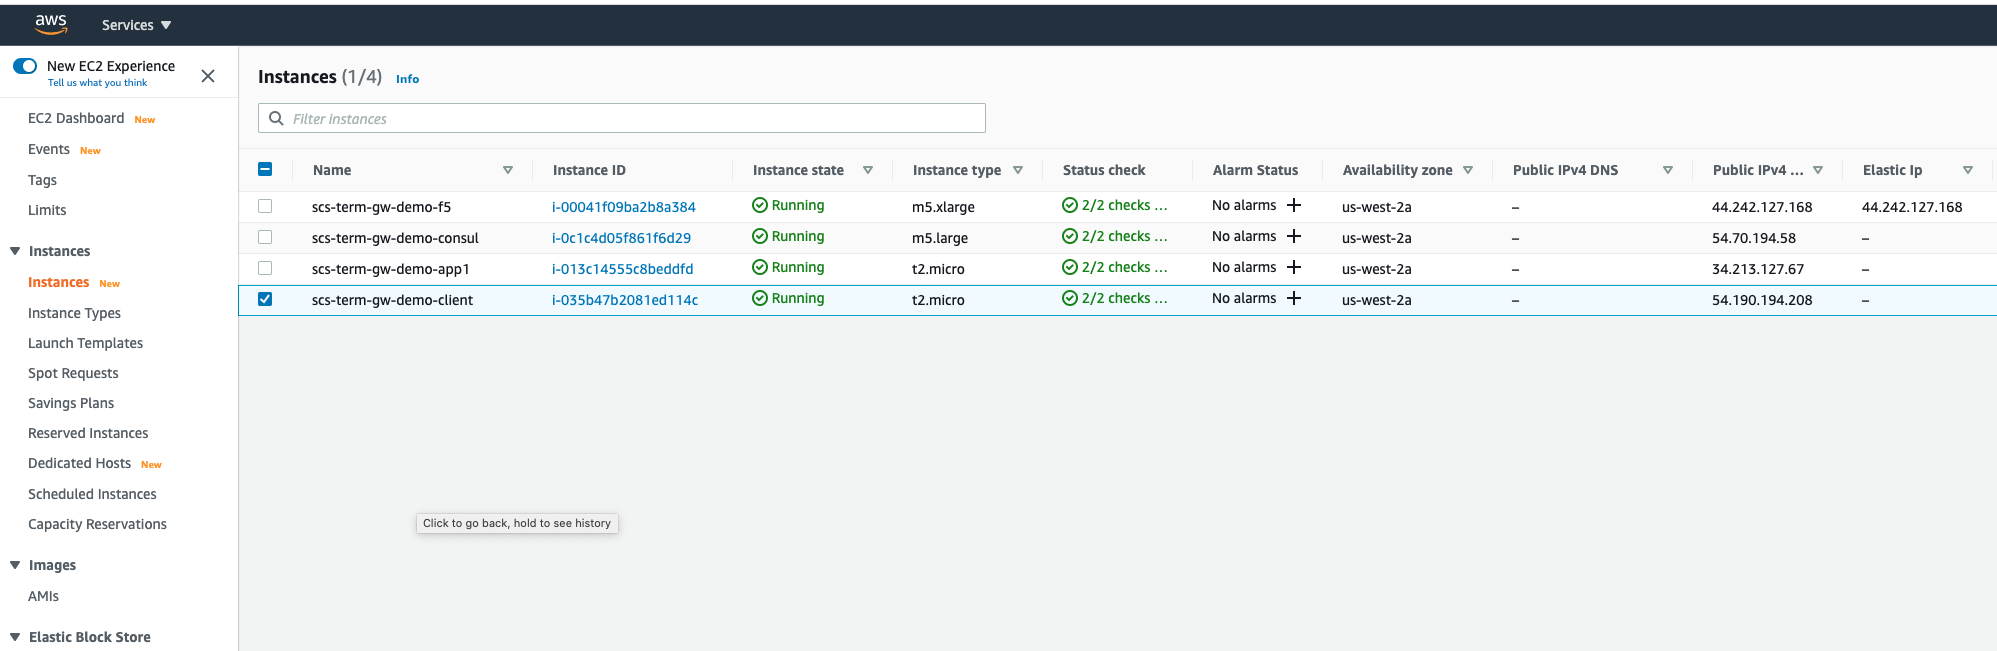 aws Services
New EC2 Experience
Tell us what you think
EC2 Dashboard New
Events New
Tags
Limits
Instances
Instances New
Instance Types
Launch Templates
Spot Requests
Savings Plans
Reserved Instances
Dedicated Hosts New
Scheduled Instances
Capacity Reservations
Images
AMIs
Elastic Block Store
Instances (1/4) Info
Filter instances
Name Instance ID Instance state Instance type Status check Alarm Status Availability zone Public IPv4 DNS Public IPv4 ... Elastic Ip
scs-term-gw-demo-f5 i-00041f09ba2b8a384 Running m5.xlarge 2/2 checks ... No alarms + us-west-2a – 44.242.127.168 44.242.127.168
scs-term-gw-demo-consul i-0c1c4d05f861f6d29 Running m5.large 2/2 checks ... No alarms + us-west-2a – 54.70.194.58 –
scs-term-gw-demo-app1 i-013c14555c8beddfd Running t2.micro 2/2 checks ... No alarms + us-west-2a – 34.213.127.67 –
scs-term-gw-demo-client i-035b47b2081ed114c Running t2.micro 2/2 checks ... No alarms + us-west-2a – 54.190.194.208 –
Click to go back, hold to see history